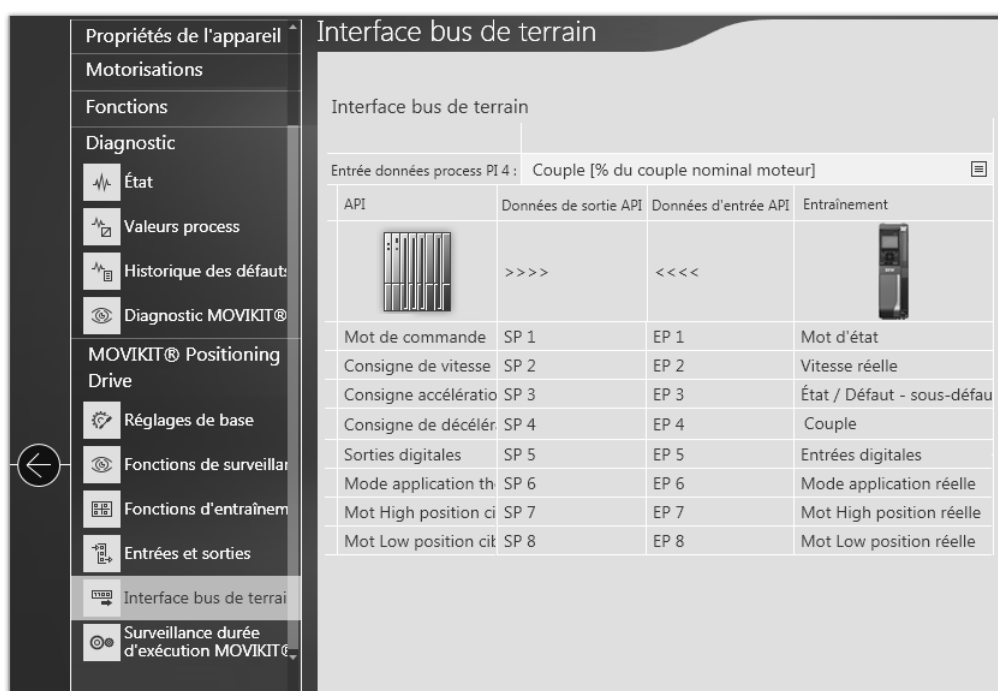 Propriétés de l'appareil
Motorisations
Fonctions
Diagnostic
État
Valeurs process
Historique des défauts
Diagnostic MOVIKIT®
MOVIKIT® Positioning
Drive
Réglages de base
Fonctions de surveillar
Fonctions d'entraînem
Entrées et sorties
Interface bus de terrai
Surveillance durée
d'exécution MOVIKIT®
Interface bus de terrain
Interface bus de terrain
Entrée données process PI 4 : Couple [% du couple nominal moteur]
API Données de sortie API Données d'entrée API Entraînement
>>>> <<<<
Mot de commande SP 1 EP 1 Mot d'état
Consigne de vitesse SP 2 EP 2 Vitesse réelle
Consigne accélératio SP 3 EP 3 État / Défaut - sous-défau
Consigne de décélér SP 4 EP 4 Couple
Sorties digitales SP 5 EP 5 Entrées digitales
Mode application th SP 6 EP 6 Mode application réelle
Mot High position ci SP 7 EP 7 Mot High position réelle
Mot Low position cib SP 8 EP 8 Mot Low position réelle